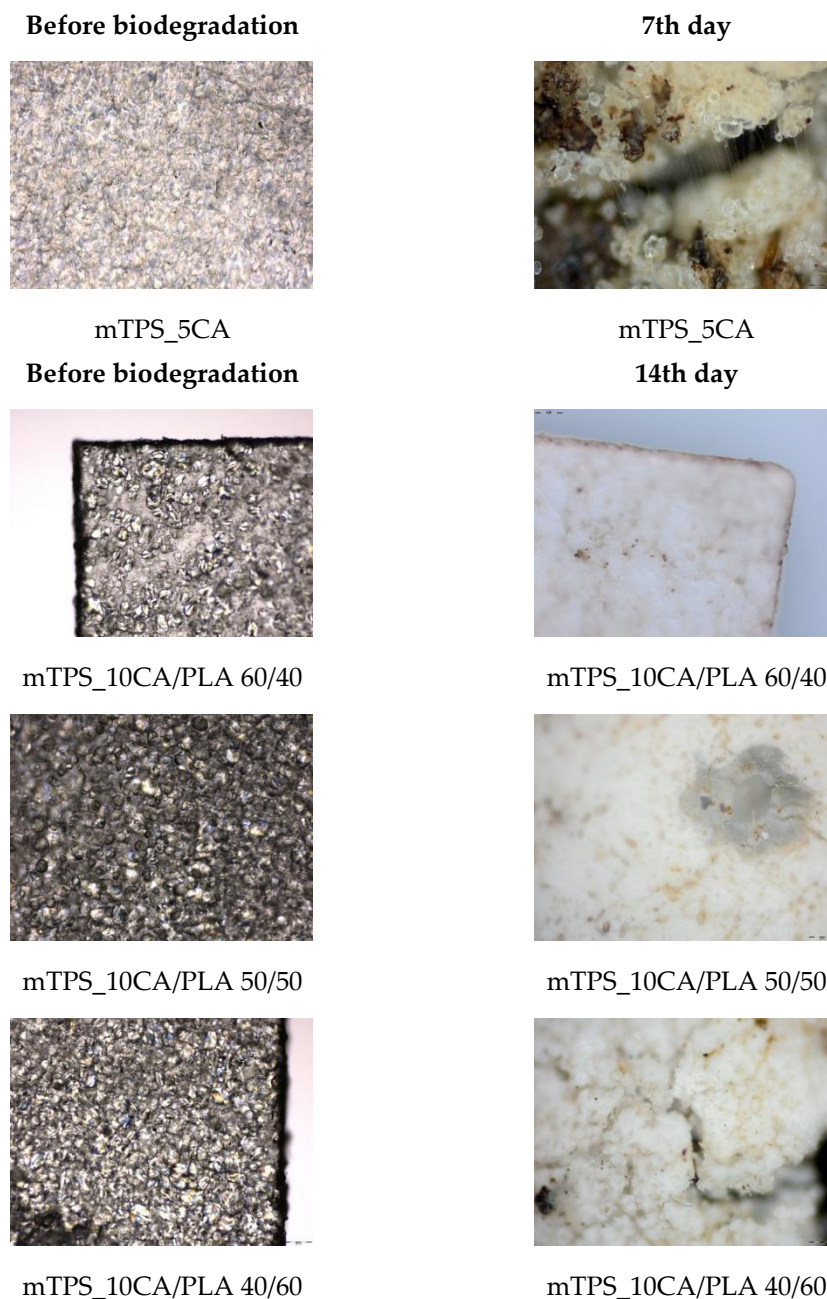 Before biodegradation 7th day
mTPS_5CA mTPS_5CA
Before biodegradation 14th day
mTPS_10CA/PLA 60/40 mTPS_10CA/PLA 60/40
mTPS_10CA/PLA 50/50 mTPS_10CA/PLA 50/50
mTPS_10CA/PLA 40/60 mTPS_10CA/PLA 40/60